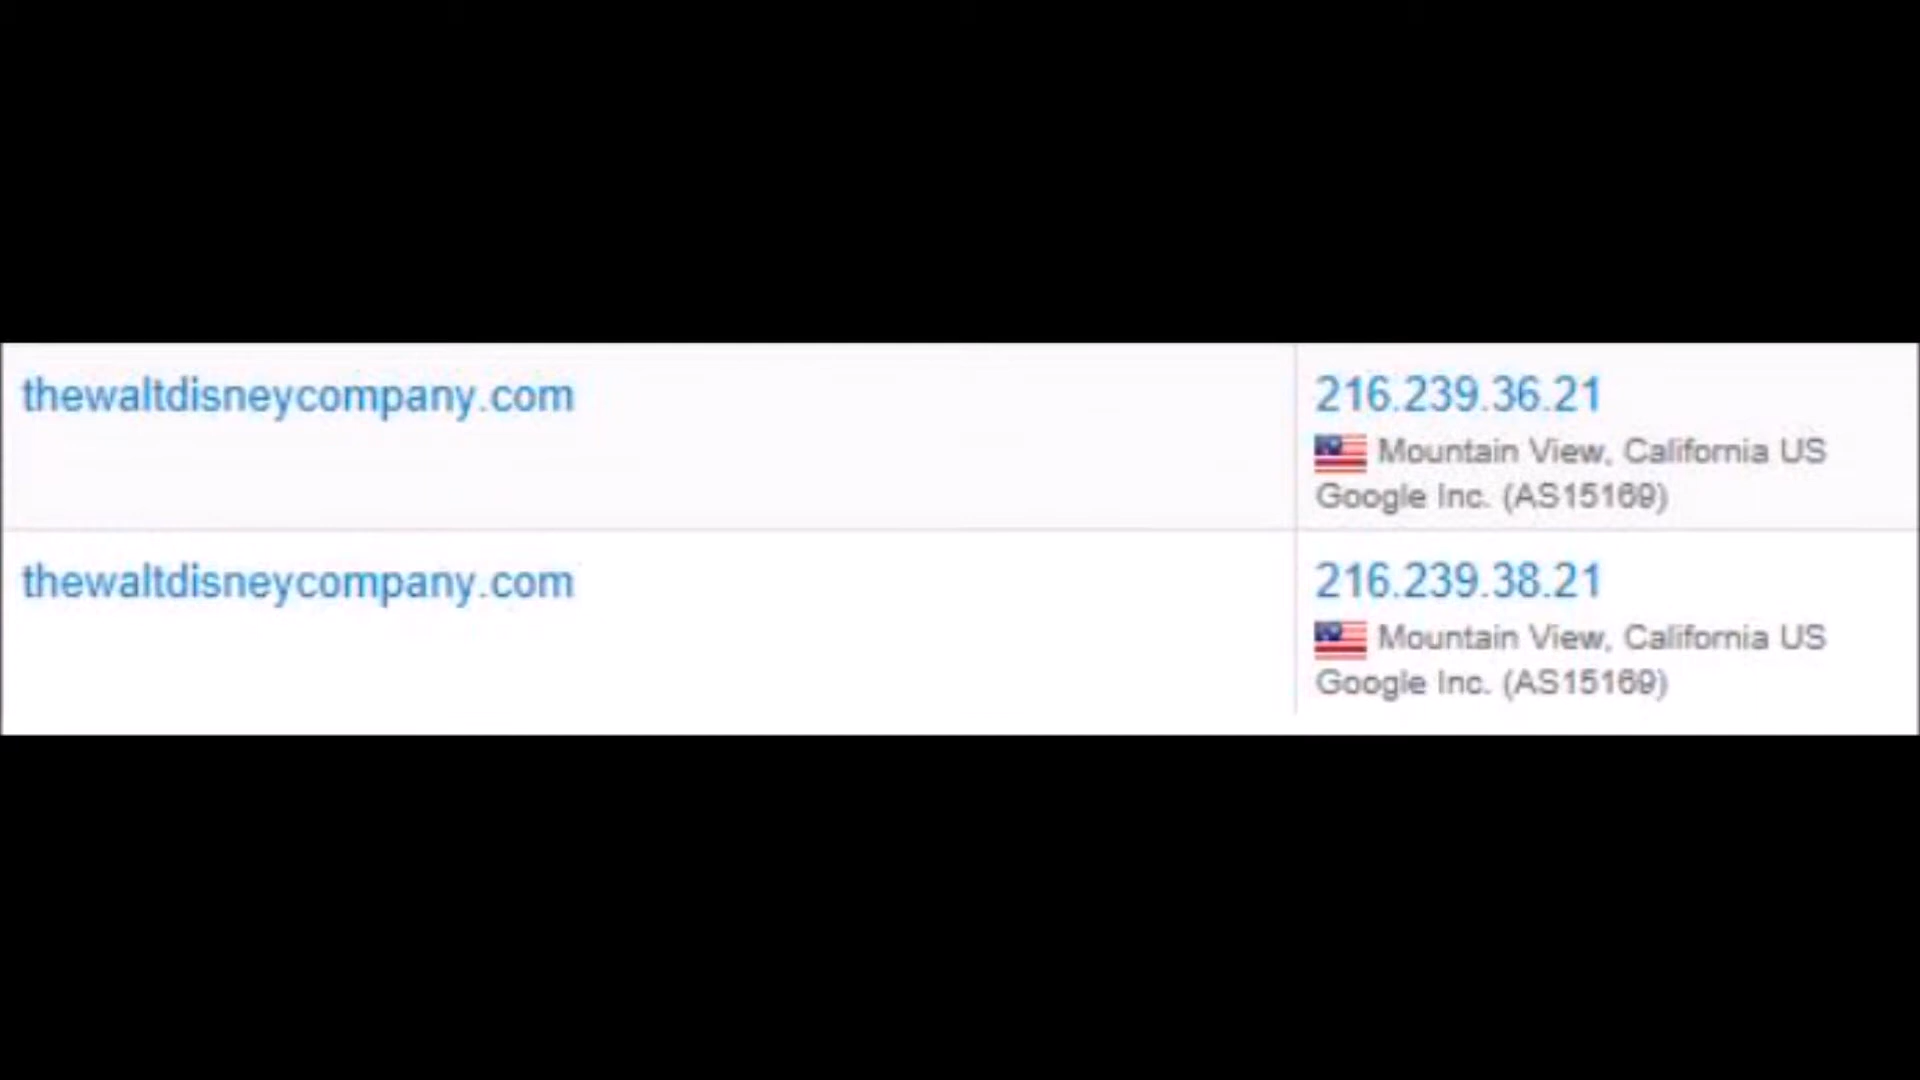 thewaltdisneycompany.com
216.239.36.21
Mountain View, California US
Google Inc. (AS15169)
thewaltdisneycompany.com
216.239.38.21
Mountain View, California US
Google Inc. (AS15169)